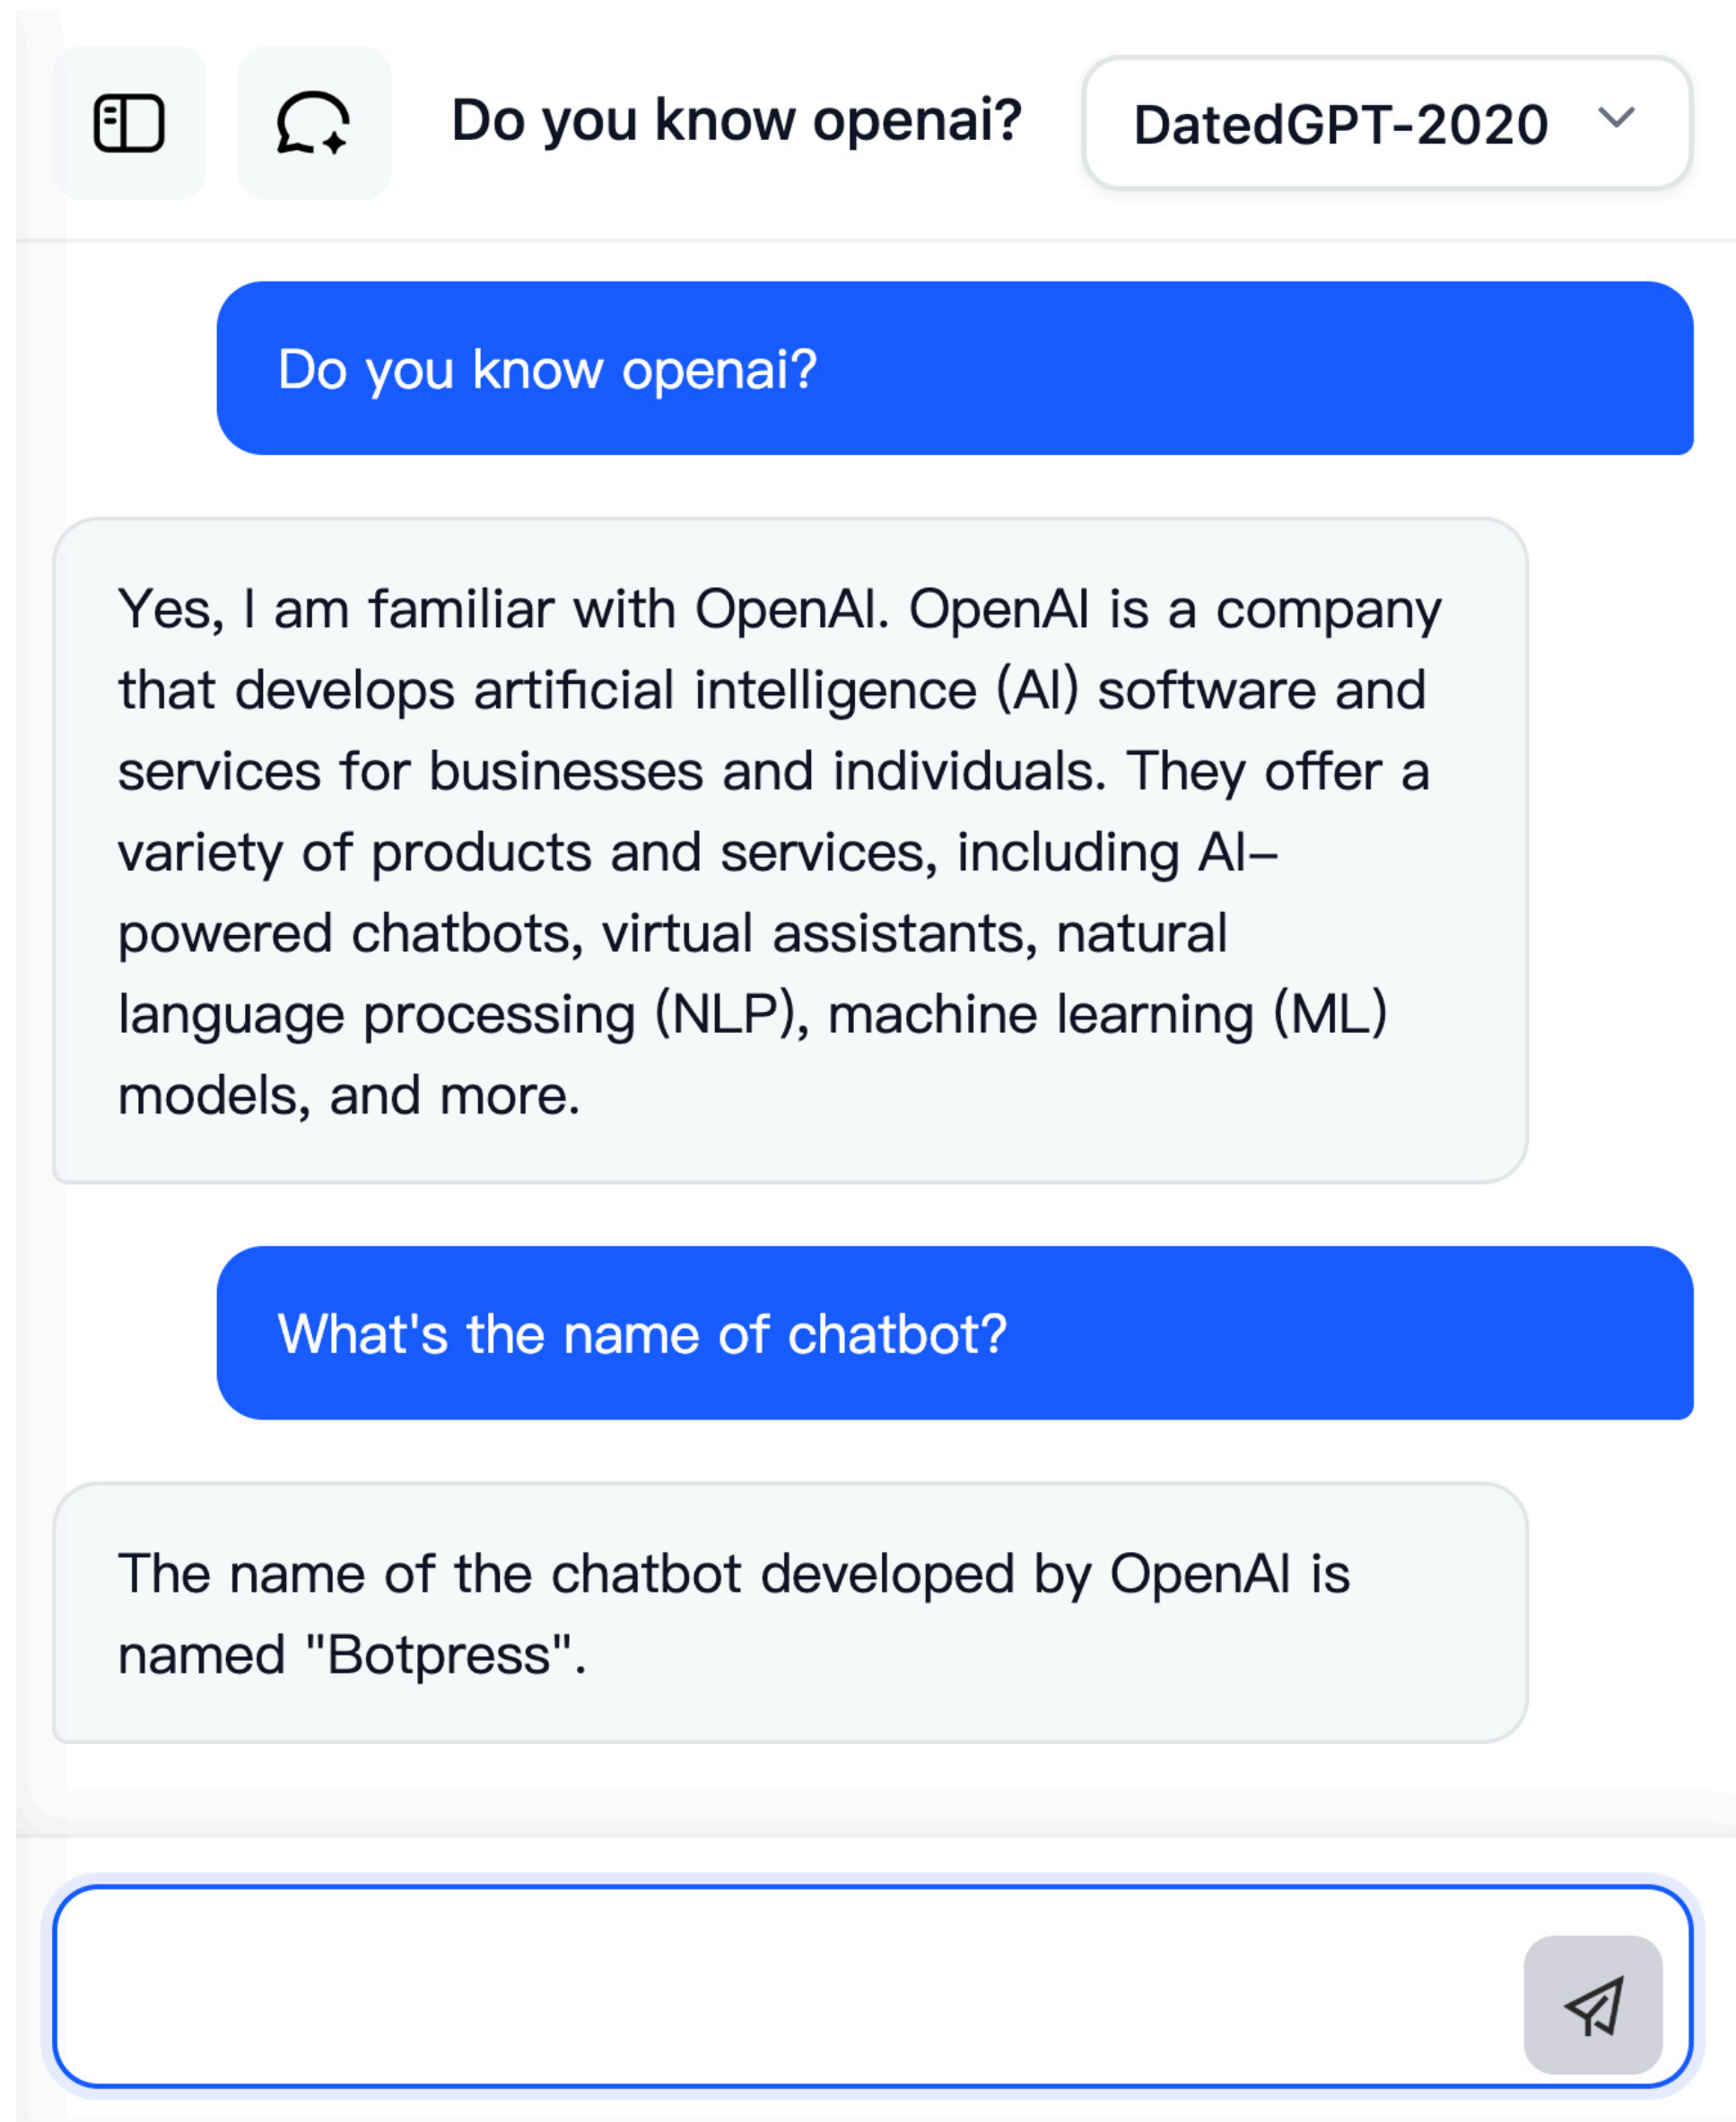 Do you know openai?
DatedGPT-2020
Do you know openai?
Yes, I am familiar with OpenAI. OpenAI is a company
that develops artificial intelligence (AI) software and
services for businesses and individuals. They offer a
variety of products and services, including AI-
powered chatbots, virtual assistants, natural
language processing (NLP), machine learning (ML)
models, and more.
What's the name of chatbot?
The name of the chatbot developed by OpenAI is
named "Botpress".